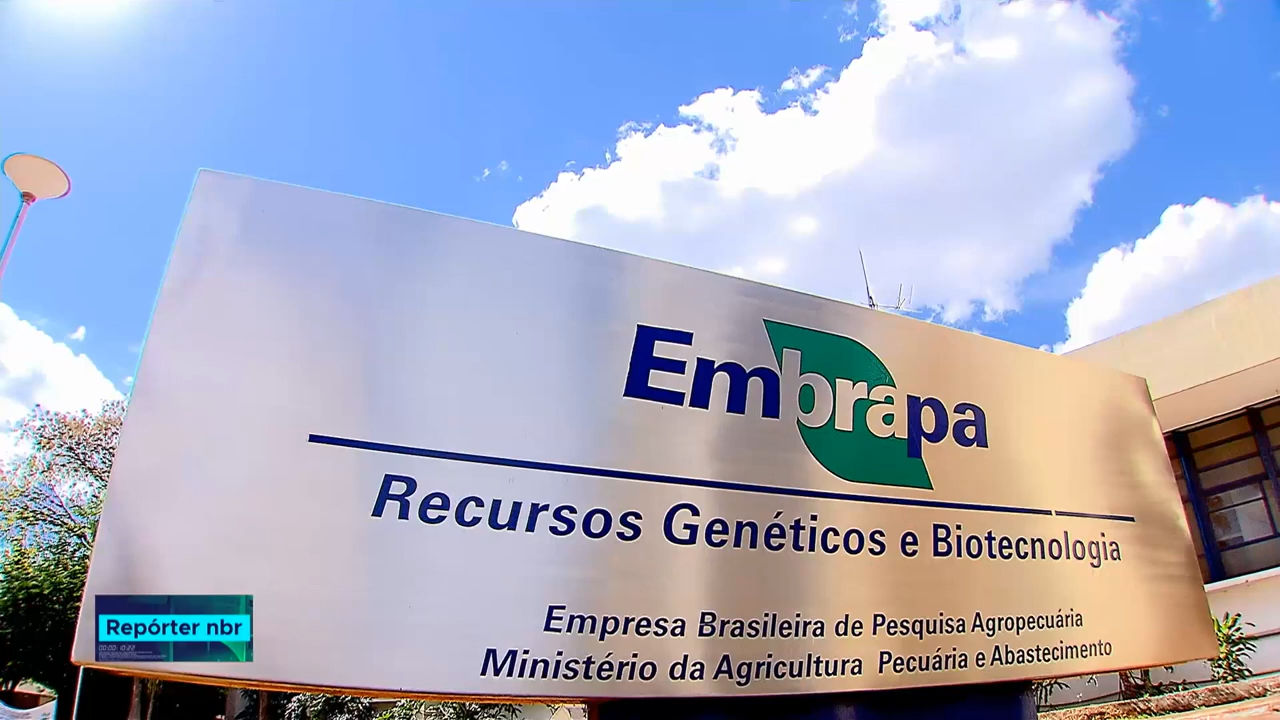 Embrapa
Recursos Genéticos e Biotecnologia
Empresa Brasileira de Pesquisa Agropecuária
Ministério da Agricultura Pecuária e Abastecimento
Repórter nbr